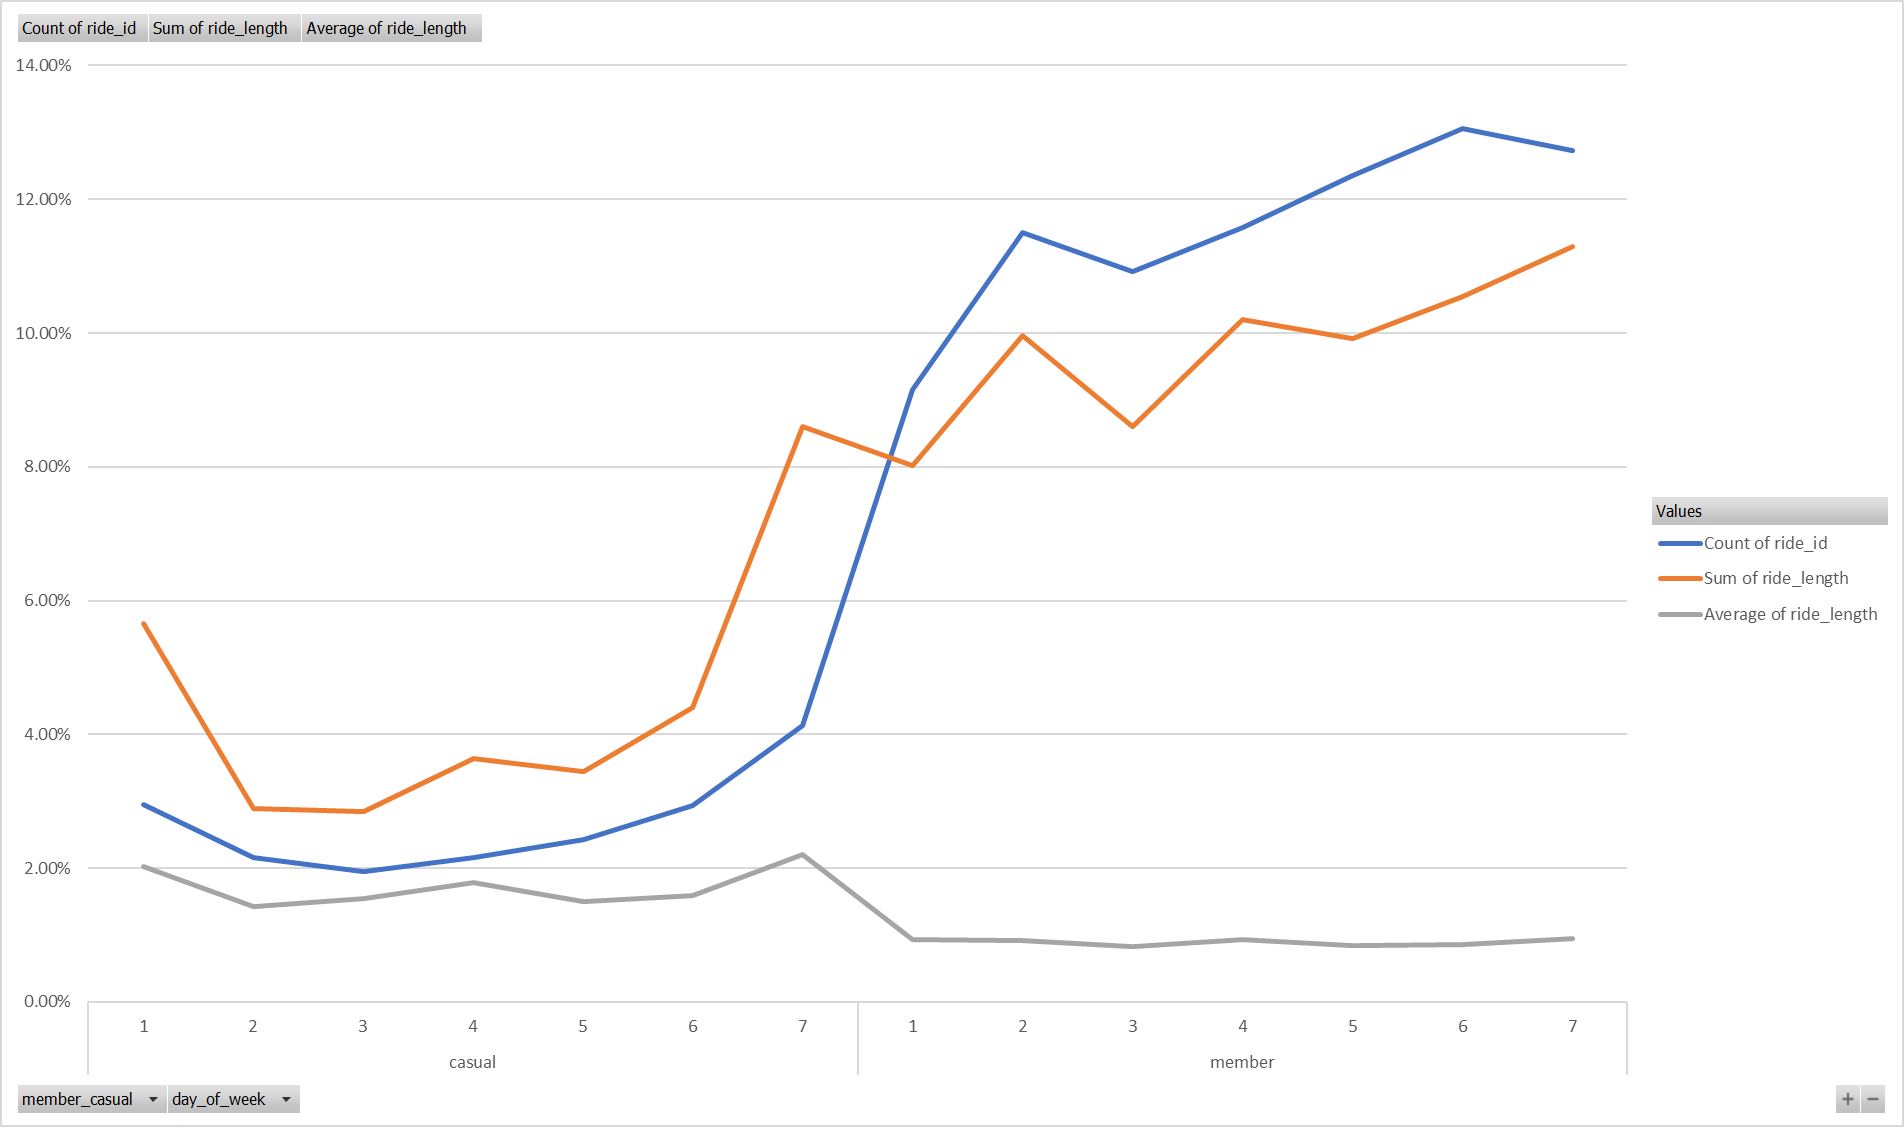 Count of ride_id Sum of ride_length Average of ride_length
14.00%
12.00%
10.00%
8.00%
6.00%
4.00%
2.00%
0.00%
Values
Count of ride_id
Sum of ride_length
Average of ride_length
1 2 3 4 5 6 7 1 2 3 4 5 6 7
casual member
member_casual day_of_week + −